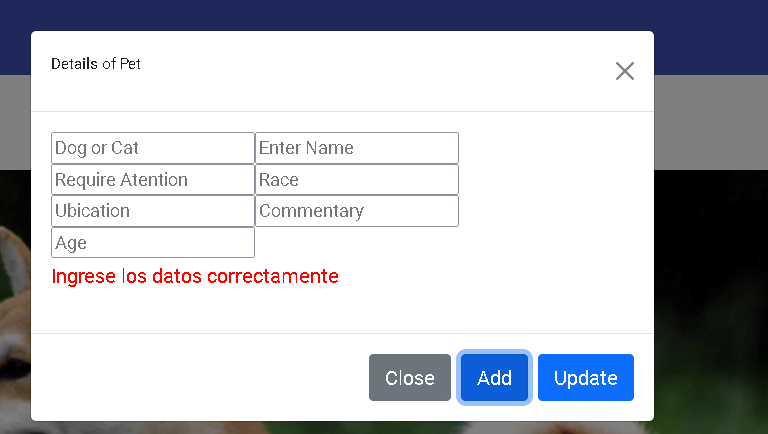 Details of Pet
Dog or Cat Enter Name
Require Atention Race
Ubication Commentary
Age
Ingrese los datos correctamente
Close Add Update